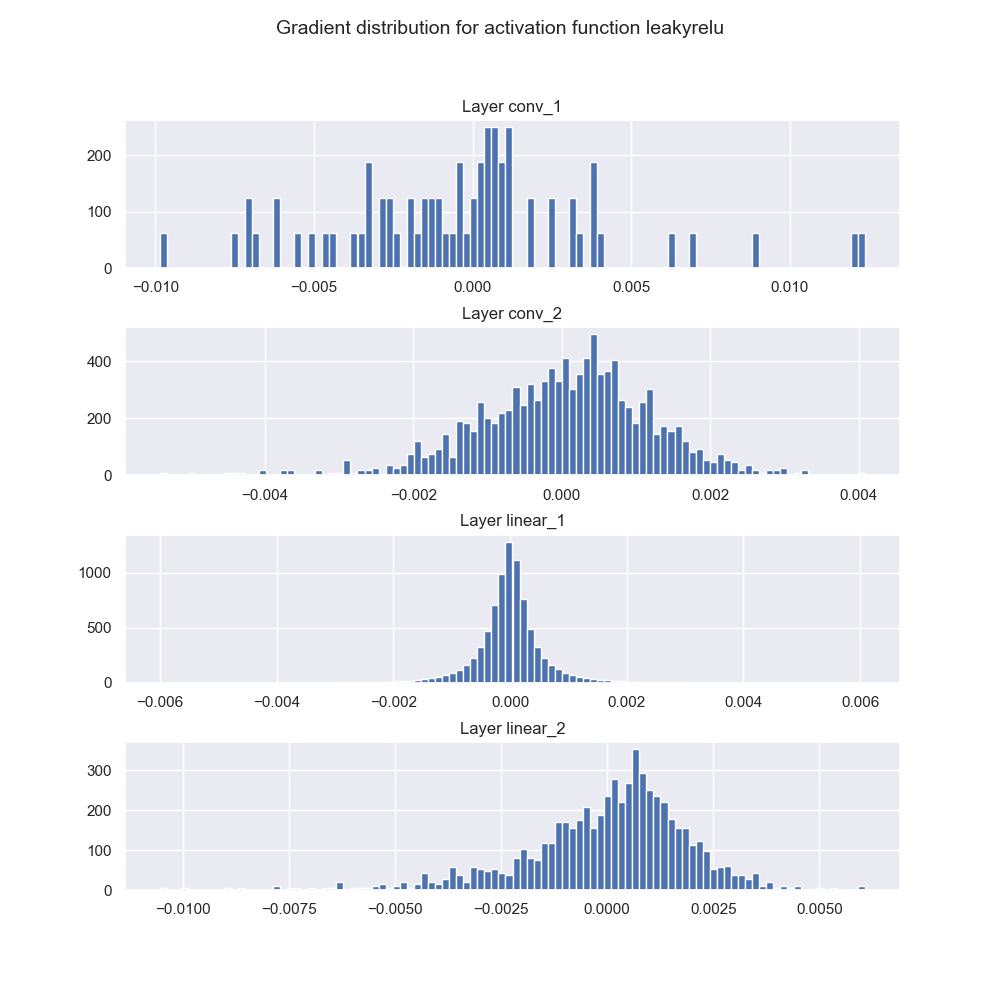 Gradient distribution for activation function leakyrelu
Layer conv_1
200
100
0
−0.010 −0.005 0.000 0.005 0.010
Layer conv_2
400
200
0
−0.004 −0.002 0.000 0.002 0.004
Layer linear_1
1000
500
0
−0.006 −0.004 −0.002 0.000 0.002 0.004 0.006
Layer linear_2
300
200
100
0
−0.0100 −0.0075 −0.0050 −0.0025 0.0000 0.0025 0.0050